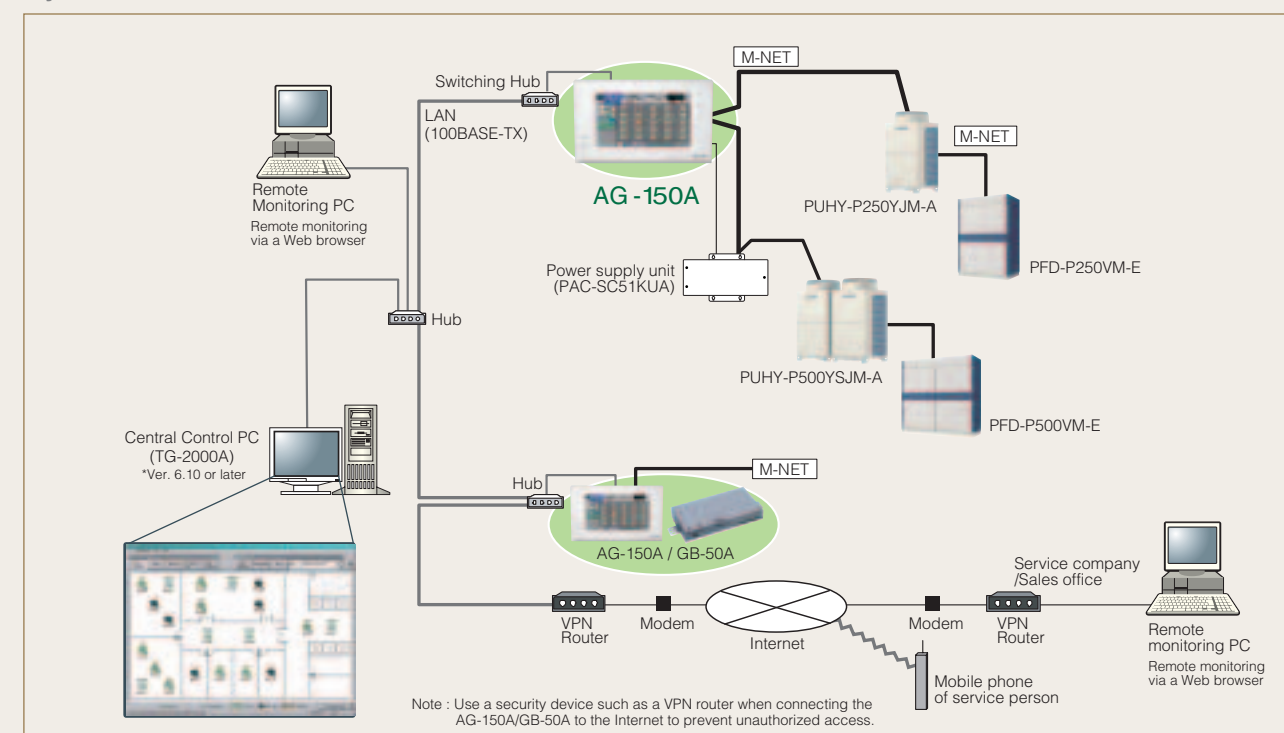 M-NET
Switching Hub
LAN
(100BASE-TX)
AG-150A
Remote
Monitoring PC
Remote monitoring
via a Web browser
M-NET
PUHY-P250YJM-A
PFD-P250VM-E
Power supply unit
(PAC-SC51KUA)
Hub
PUHY-P500YSJM-A
PFD-P500VM-E
Central Control PC
(TG-2000A)
*Ver. 6.10 or later
Hub
M-NET
AG-150A / GB-50A
Service company
/Sales office
VPN
Router
Modem
Internet
Modem
VPN
Router
Remote
monitoring PC
Remote monitoring
via a Web browser
Mobile phone
of service person
Note : Use a security device such as a VPN router when connecting the
AG-150A/GB-50A to the Internet to prevent unauthorized access.